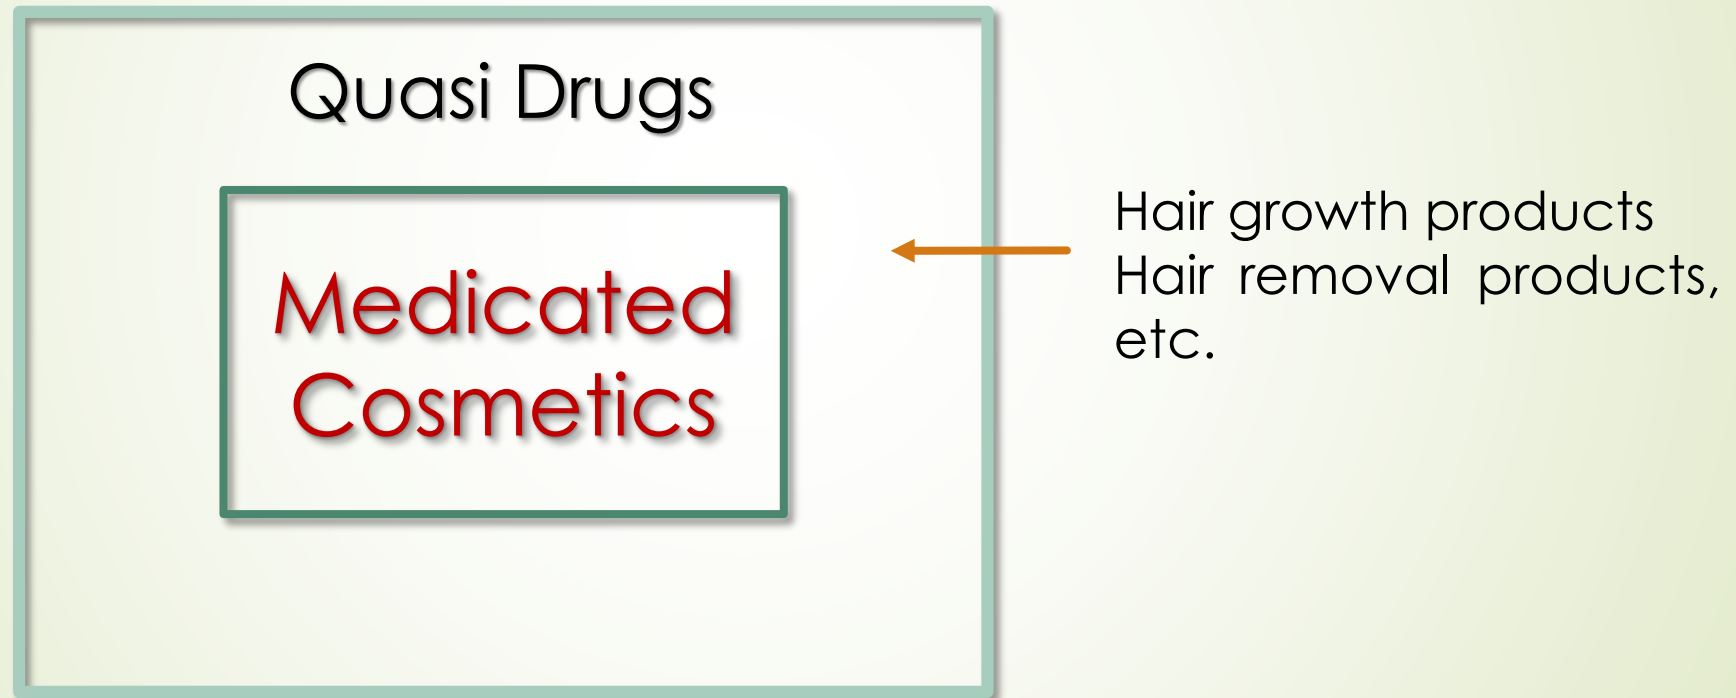 Quasi Drugs
Medicated
Cosmetics
Hair growth products
Hair removal products,
etc.